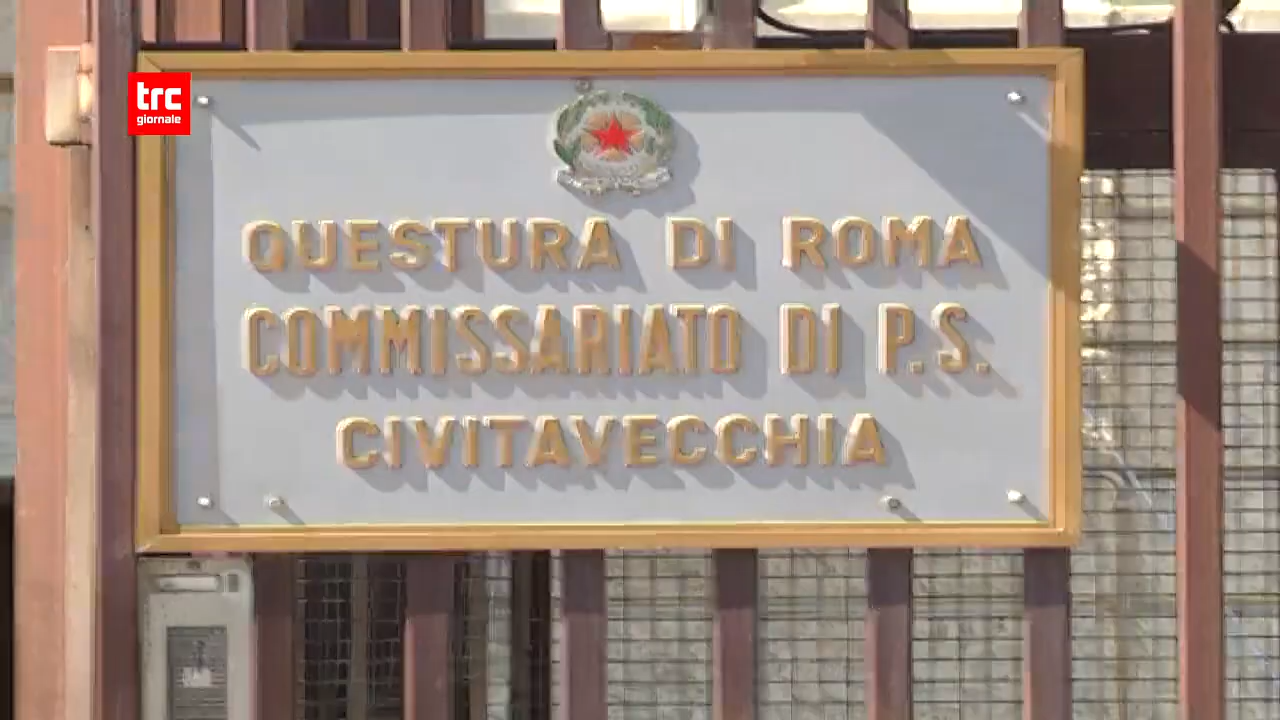 trc
giornale
QUESTURA DI ROMA
COMMISSARIATO DI P.S.
CIVITAVECCHIA